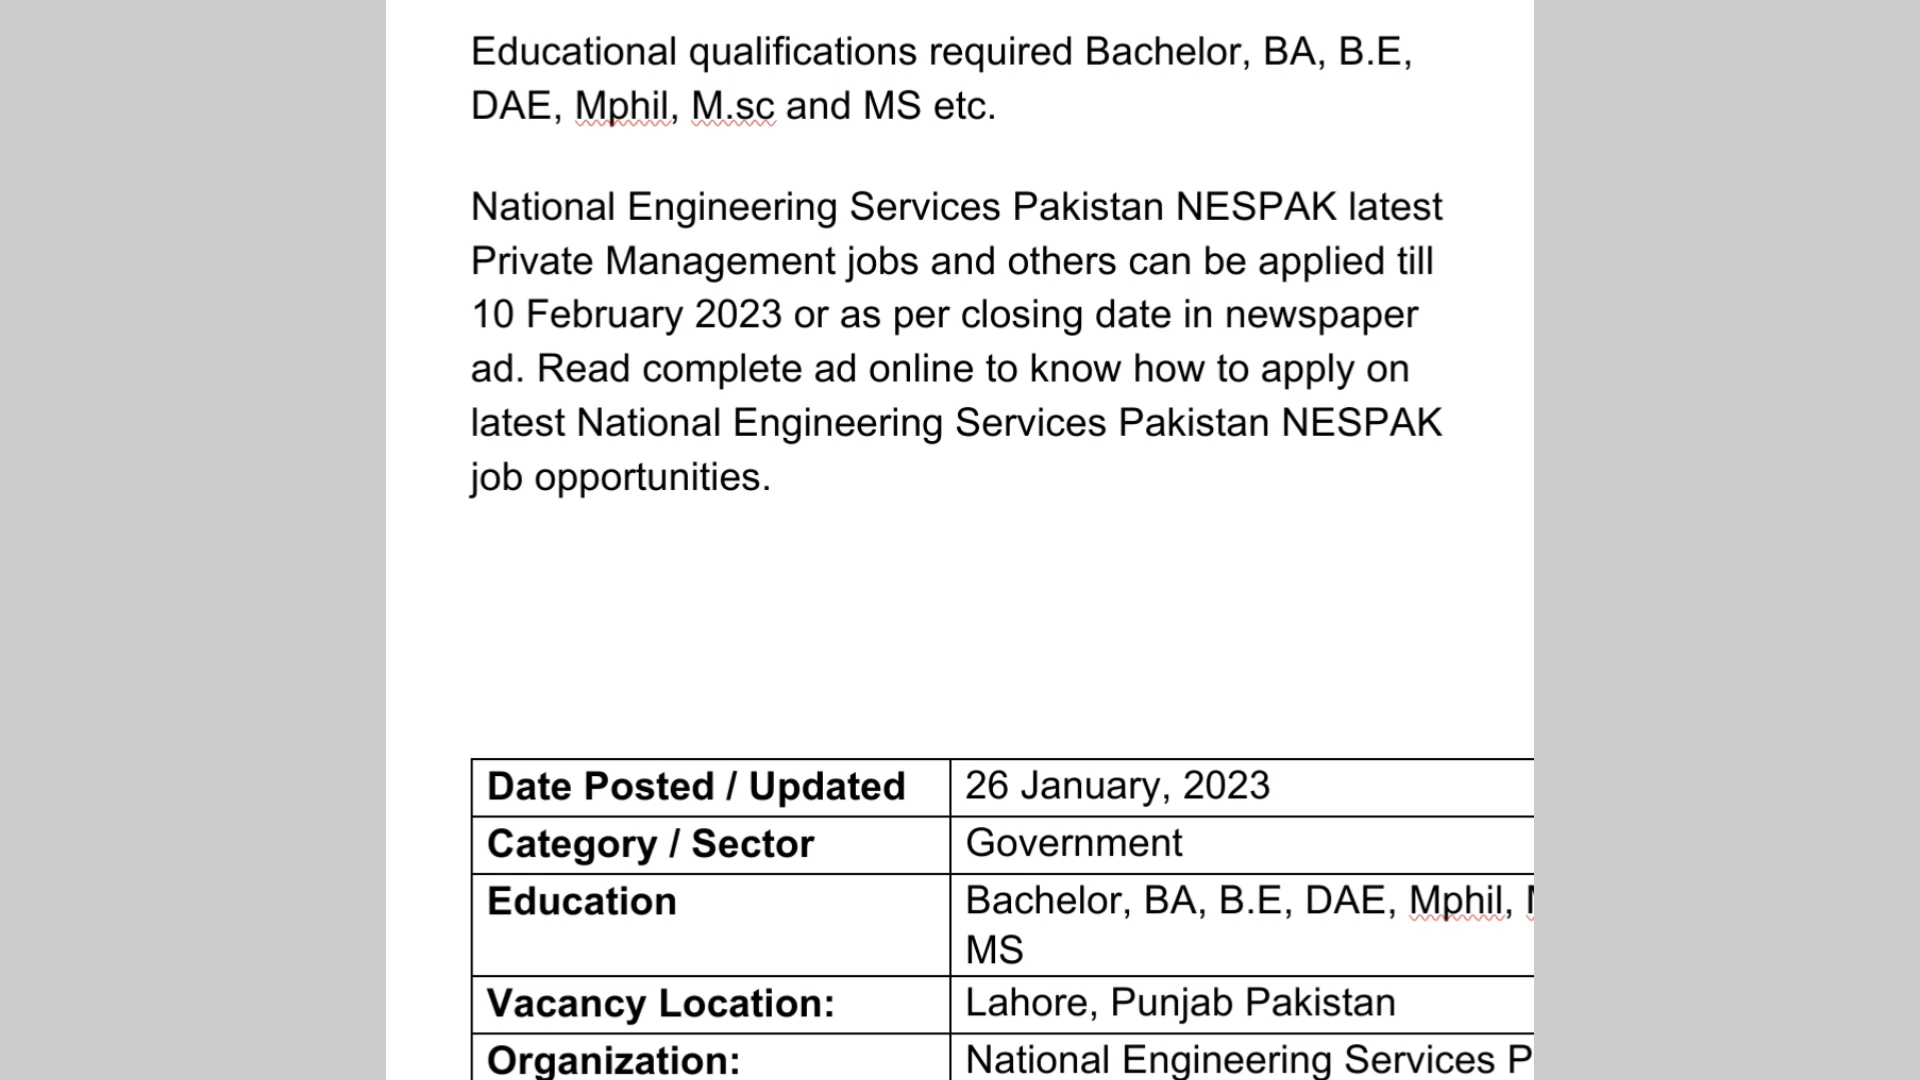 Educational qualifications required Bachelor, BA, B.E,
DAE, Mphil, M.sc and MS etc.
National Engineering Services Pakistan NESPAK latest
Private Management jobs and others can be applied till
10 February 2023 or as per closing date in newspaper
ad. Read complete ad online to know how to apply on
latest National Engineering Services Pakistan NESPAK
job opportunities.
Date Posted / Updated 26 January, 2023
Category / Sector Government
Education Bachelor, BA, B.E, DAE, Mphil,
MS
Vacancy Location: Lahore, Punjab Pakistan
Organization: National Engineering Services